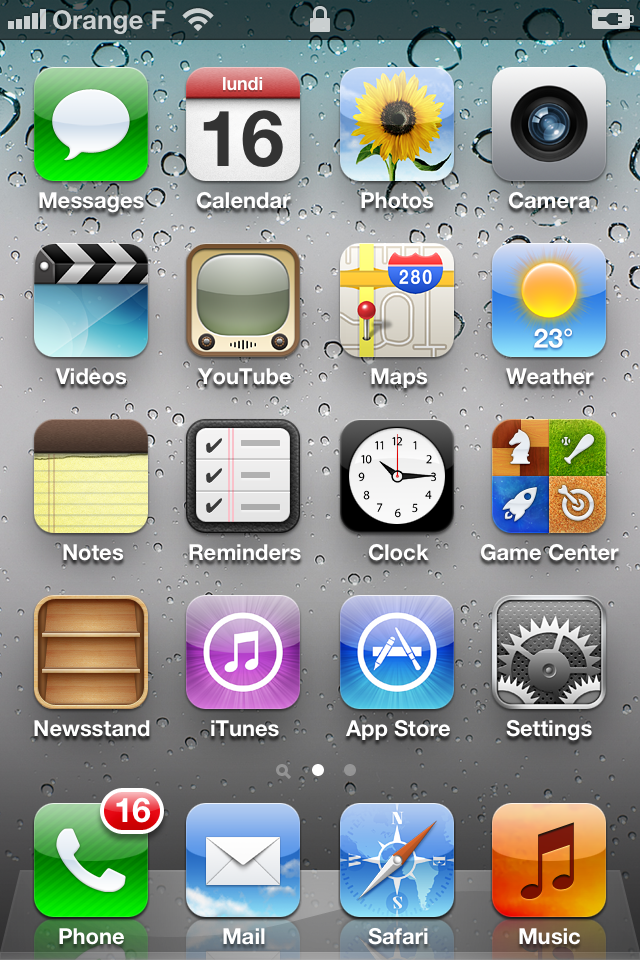 Orange F
lundi
16
Messages Calendar Photos Camera
280
23°
Videos YouTube Maps Weather
12
11 1
10 2
9 3
8 4
7 5
6
Notes Reminders Clock Game Center
Newsstand iTunes App Store Settings
16
N
W E
S
Phone Mail Safari Music